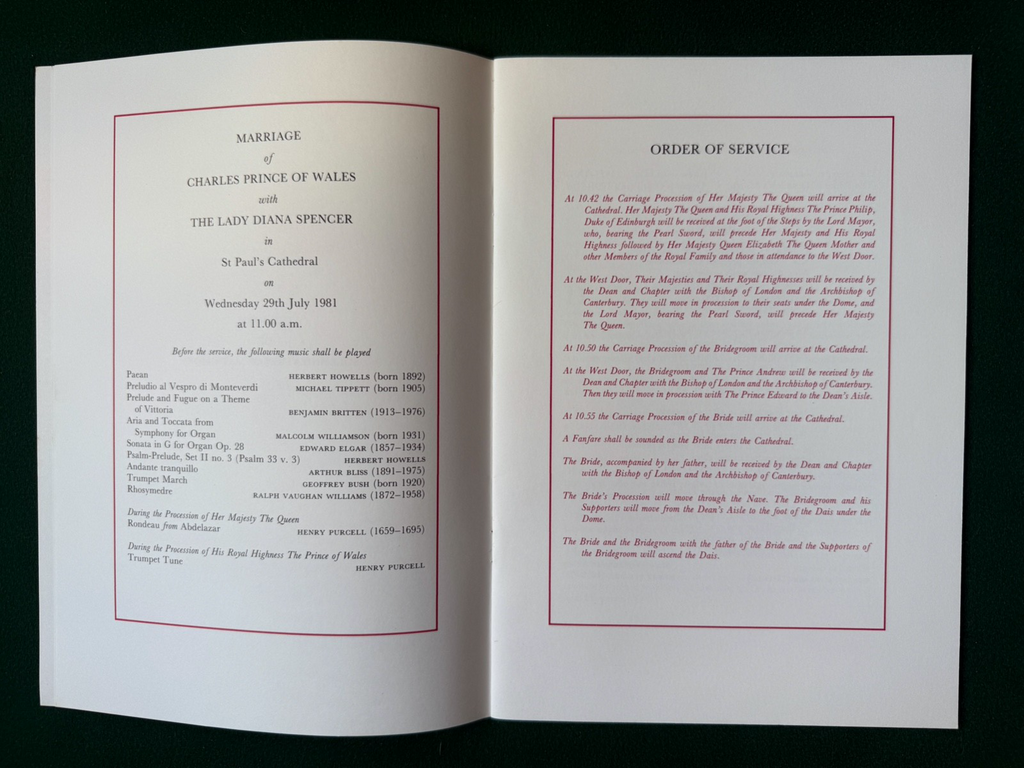 MARRIAGE
of
CHARLES PRINCE OF WALES
with
THE LADY DIANA SPENCER
in
St Paul's Cathedral
on
Wednesday 29th July 1981
at 11.00 a.m.
Before the service, the following music shall be played
Paean HERBERT HOWELLS (born 1892)
Preludio al Vespro di Monteverdi MICHAEL TIPPETT (born 1905)
Prelude and Fugue on a Theme
of Vittoria BENJAMIN BRITTEN (1913–1976)
Aria and Toccata from
Symphony for Organ MALCOLM WILLIAMSON (born 1931)
Sonata in G for Organ Op. 28 EDWARD ELGAR (1857–1934)
Psalm-Prelude, Set II no. 3 (Psalm 33 v. 3) HERBERT HOWELLS
Andante tranquillo ARTHUR BLISS (1891–1975)
Trumpet March GEOFFREY BUSH (born 1920)
Rhosymedre RALPH VAUGHAN WILLIAMS (1872–1958)
During the Procession of Her Majesty The Queen
Rondeau from Abdelazar HENRY PURCELL (1659–1695)
During the Procession of His Royal Highness The Prince of Wales
Trumpet Tune HENRY PURCELL
ORDER OF SERVICE
At 10.42 the Carriage Procession of Her Majesty The Queen will arrive at the
Cathedral. Her Majesty The Queen and His Royal Highness The Prince Philip,
Duke of Edinburgh will be received at the foot of the Steps by the Lord Mayor,
who, bearing the Pearl Sword, will precede Her Majesty and His Royal
Highness followed by Her Majesty Queen Elizabeth The Queen Mother and
other Members of the Royal Family and those in attendance to the West Door.
At the West Door, Their Majesties and Their Royal Highnesses will be received by
the Dean and Chapter with the Bishop of London and the Archbishop of
Canterbury. They will move in procession to their seats under the Dome, and
the Lord Mayor, bearing the Pearl Sword, will precede Her Majesty
The Queen.
At 10.50 the Carriage Procession of the Bridegroom will arrive at the Cathedral.
At the West Door, the Bridegroom and The Prince Andrew will be received by the
Dean and Chapter with the Bishop of London and the Archbishop of Canterbury.
Then they will move in procession with The Prince Edward to the Dean's Aisle.
At 10.55 the Carriage Procession of the Bride will arrive at the Cathedral.
A Fanfare shall be sounded as the Bride enters the Cathedral.
The Bride, accompanied by her father, will be received by the Dean and Chapter
with the Bishop of London and the Archbishop of Canterbury.
The Bride's Procession will move through the Nave. The Bridegroom and his
Supporters will move from the Dean's Aisle to the foot of the Dais under the
Dome.
The Bride and the Bridegroom with the father of the Bride and the Supporters of
the Bridegroom will ascend the Dais.